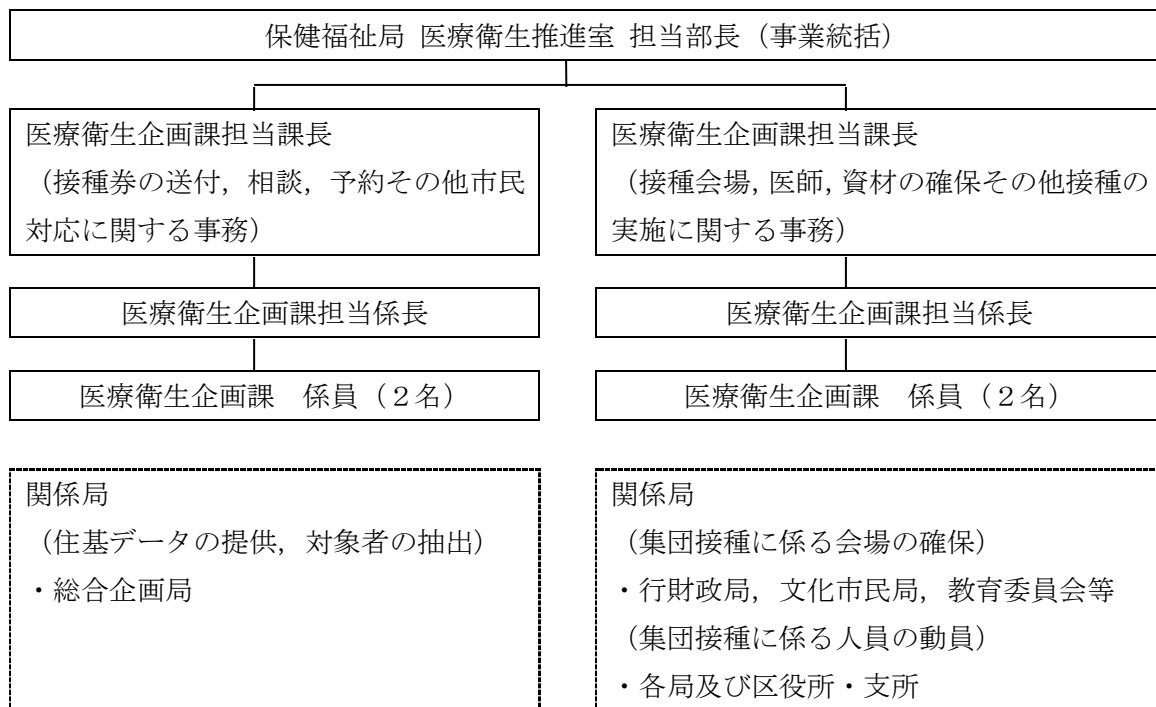 保健福祉局 医療衛生推進室 担当部長（事業統括）
医療衛生企画課担当課長
（接種券の送付，相談，予約その他市民
対応に関する事務）
医療衛生企画課担当係長
医療衛生企画課　係員（２名）
関係局
（住基データの提供，対象者の抽出）
・総合企画局
医療衛生企画課担当課長
（接種会場，医師，資材の確保その他接種の
実施に関する事務）
医療衛生企画課担当係長
医療衛生企画課　係員（２名）
関係局
（集団接種に係る会場の確保）
・行財政局，文化市民局，教育委員会等
（集団接種に係る人員の動員）
・各局及び区役所・支所